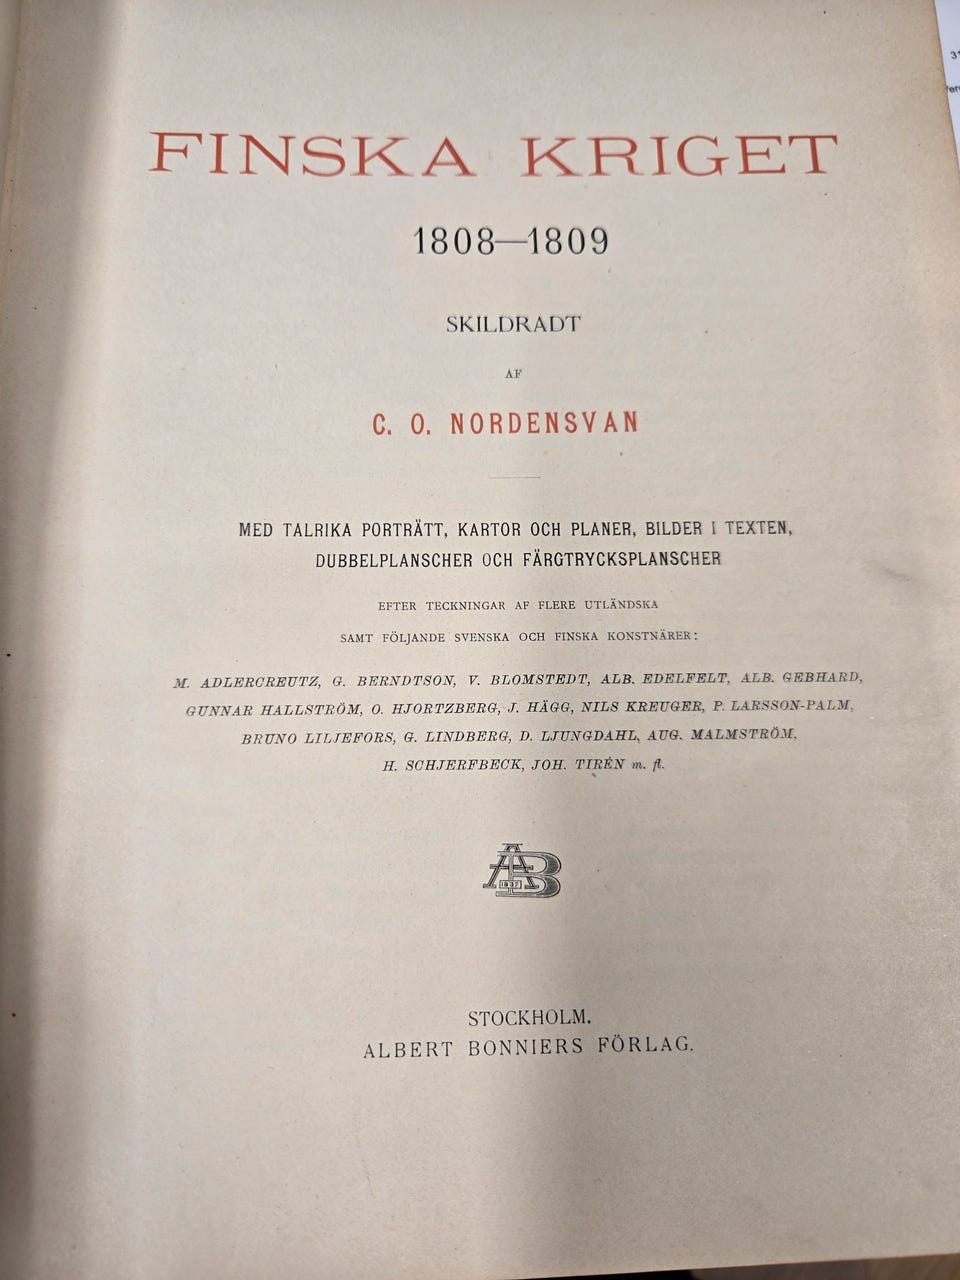 FINSKA KRIGET
1808—1809
SKILDRADT
AF
C. O. NORDENSVAN
MED TALRIKA PORTRÄTT, KARTOR OCH PLANER, BILDER I TEXTEN,
DUBBELPLANSCHER OCH FÄRGTRYCKSPLANSCHER
EFTER TECKNINGAR AF FLERE UTLÄNDSKA
SAMT FÖLJANDE SVENSKA OCH FINSKA KONSTNÄRER:
M. ADLERCREUTZ, G. BERNDTSON, V. BLOMSTEDT, ALB. EDELFELT, ALB. GEBHARD,
GUNNAR HALLSTRÖM, O. HJORTZBERG, J. HÄGG, NILS KREUGER, P. LARSSON-PALM,
BRUNO LILJEFORS, G. LINDBERG, D. LJUNGDAHL, AUG. MALMSTRÖM,
H. SCHJERFBECK, JOH. TIRÉN m. fl.
AB
1837
STOCKHOLM.
ALBERT BONNIERS FÖRLAG.